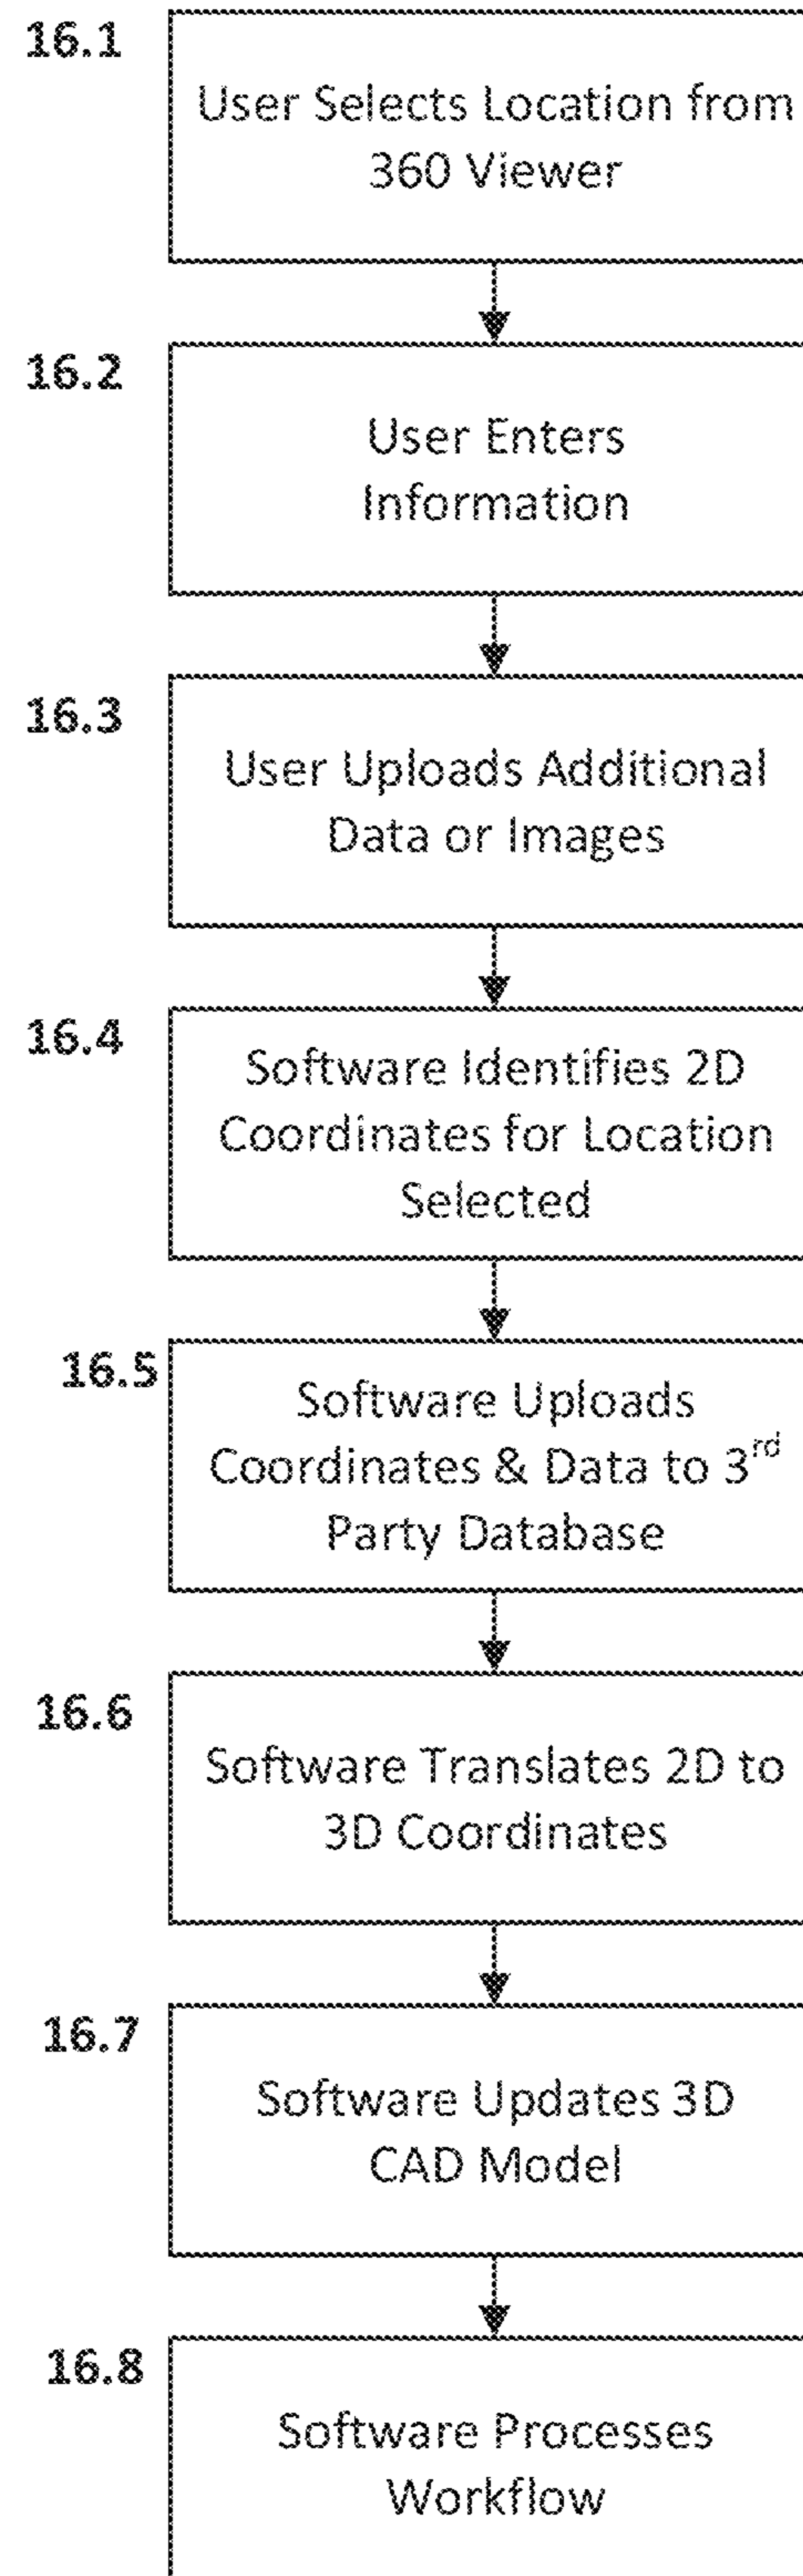 16.1
User Selects Location from
360 Viewer
16.2
User Enters
Information
16.3
User Uploads Additional
Data or Images
16.4
Software Identifies 2D
Coordinates for Location
Selected
16.5
Software Uploads
Coordinates & Data to 3rd
Party Database
16.6
Software Translates 2D to
3D Coordinates
16.7
Software Updates 3D
CAD Model
16.8
Software Processes
Workflow